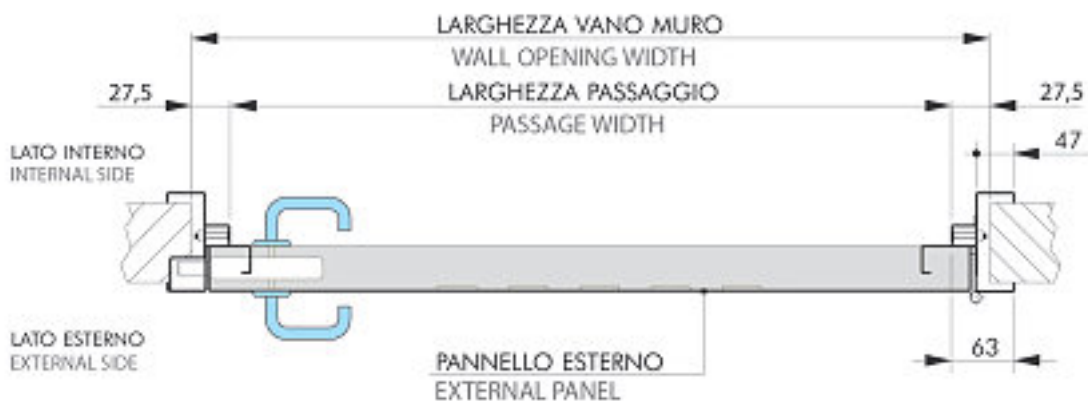 LARGHEZZA VANO MURO
WALL OPENING WIDTH
27,5
LARGHEZZA PASSAGGIO
27,5
PASSAGE WIDTH
47
LATO INTERNO
INTERNAL SIDE
LATO ESTERNO
EXTERNAL SIDE
PANNELLO ESTERNO
EXTERNAL PANEL
63